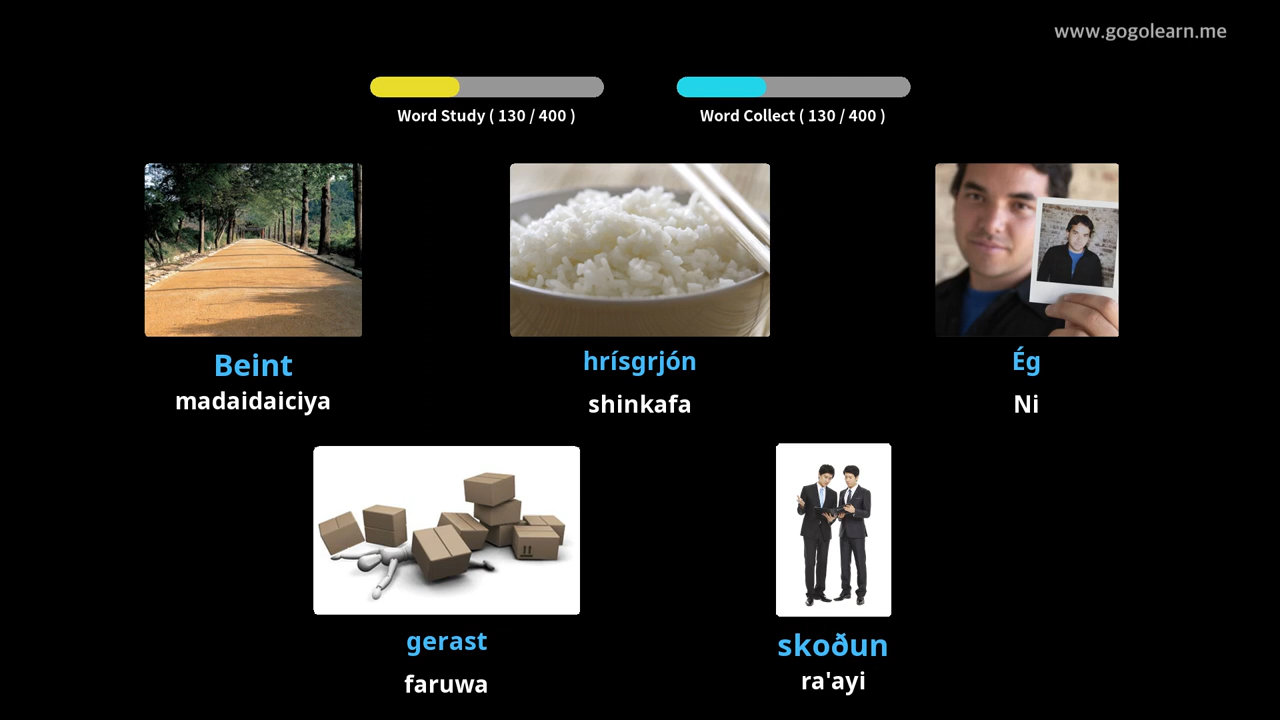 www.gogolearn.me
Word Study ( 130 / 400 )
Word Collect ( 130 / 400 )
Beint
madaidaiciya
hrísgrjón
shinkafa
Ég
Ni
gerast
faruwa
skoðun
ra'ayi